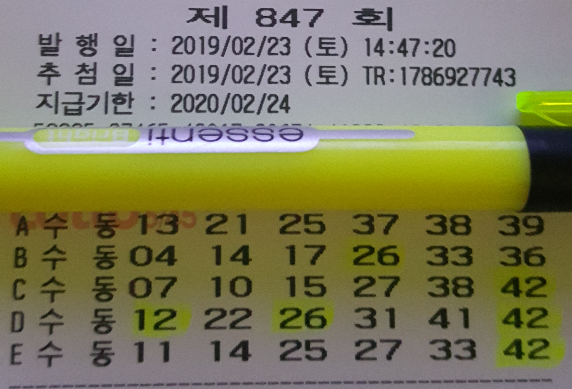 제 847 회
발 행 일 : 2019/02/23 (토) 14:47:20
추 첨 일 : 2019/02/23 (토) TR:1786927743
지급기한 : 2020/02/24
essenti
Bright
A 수 동 13 21 25 37 38 39
B 수 동 04 14 17 26 33 36
C 수 동 07 10 15 27 38 42
D 수 동 12 22 26 31 41 42
E 수 동 11 14 25 27 33 42